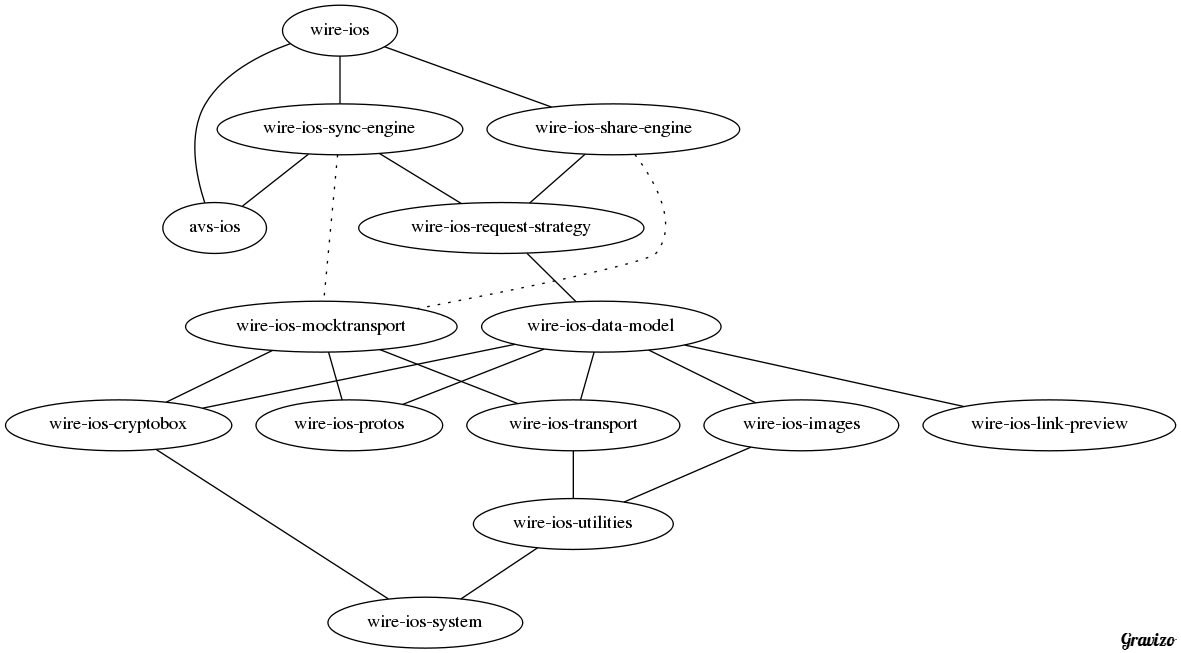 wire-ios
wire-ios-sync-engine
wire-ios-share-engine
avs-ios
wire-ios-request-strategy
wire-ios-mocktransport
wire-ios-data-model
wire-ios-cryptobox
wire-ios-protos
wire-ios-transport
wire-ios-images
wire-ios-link-preview
wire-ios-utilities
wire-ios-system
Gravizo